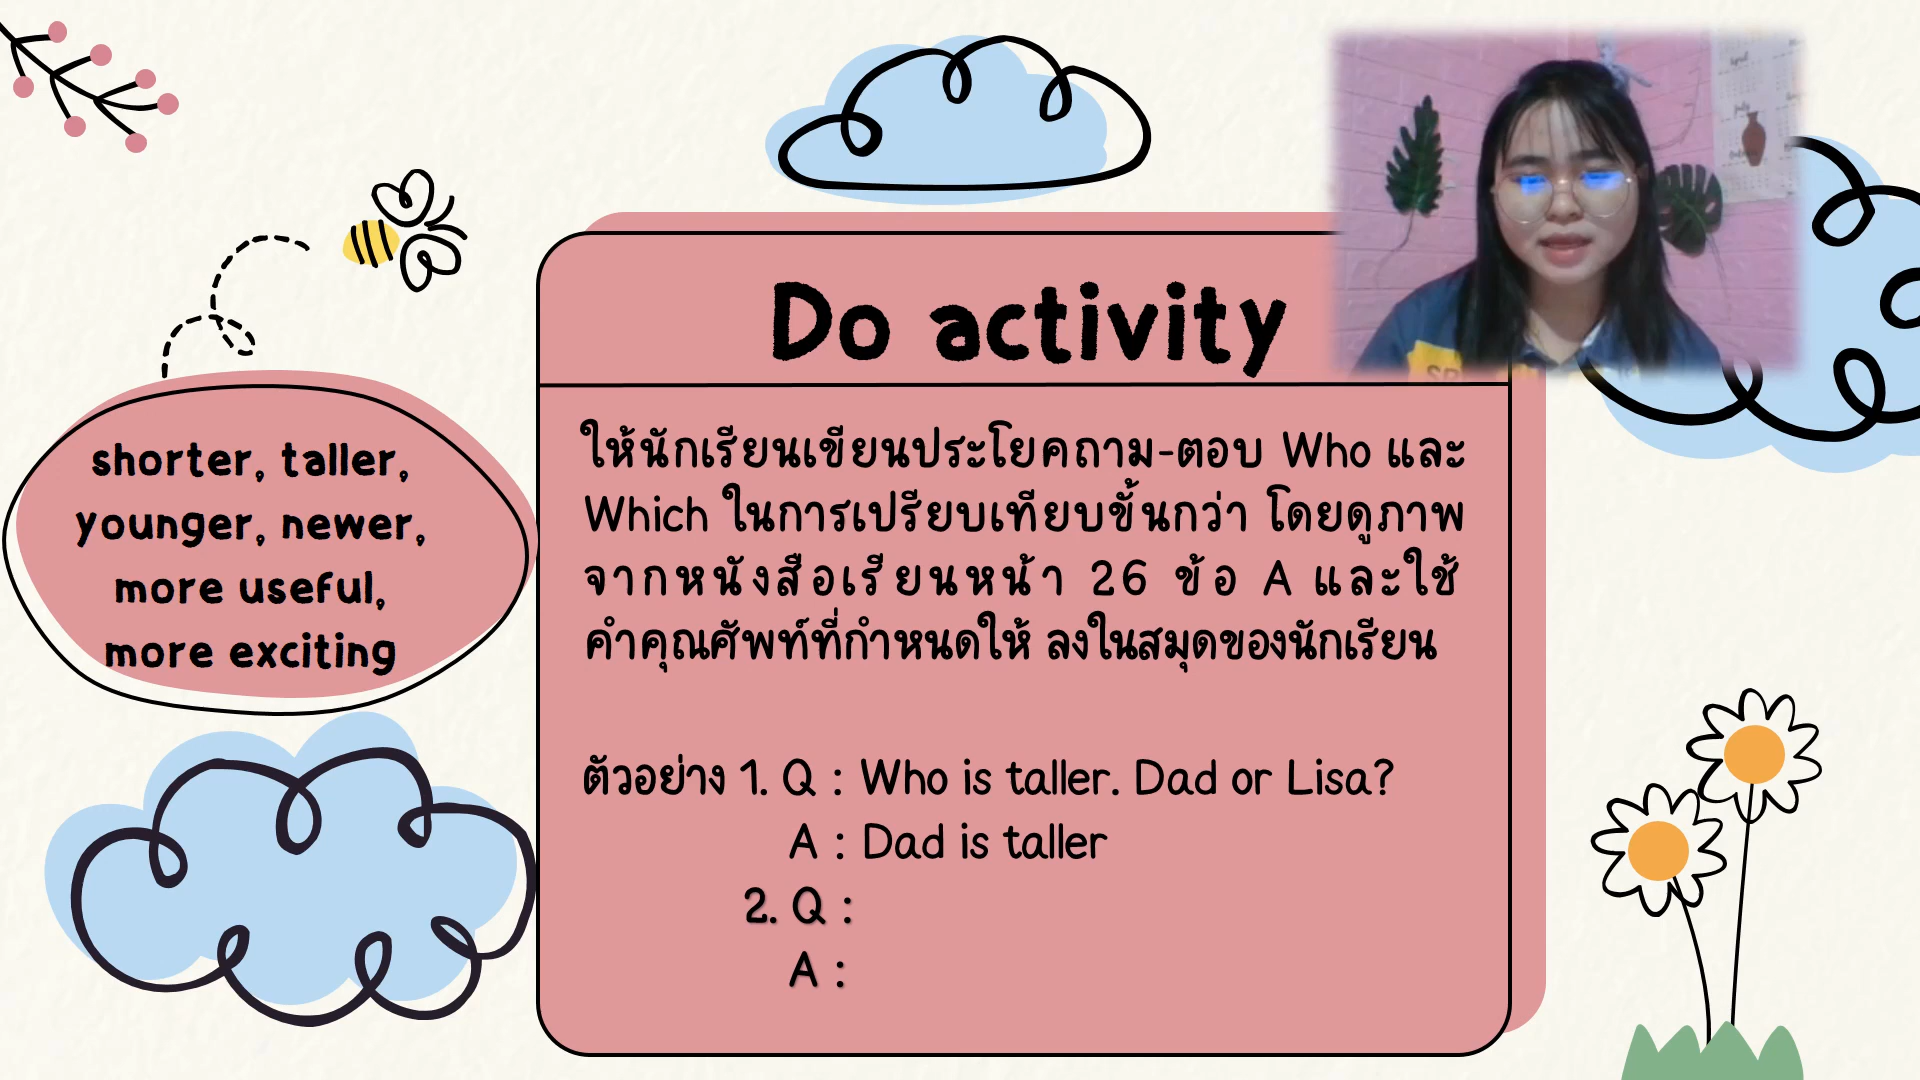 Do activity
shorter, taller,
younger, newer,
more useful,
more exciting
ให้นักเรียนเขียนประโยคถาม-ตอบ Who และ
Which ในการเปรียบเทียบขั้นกว่า โดยดูภาพ
จากหนังสือเรียนหน้า 26 ข้อ A และใช้
คำคุณศัพท์ที่กำหนดให้ ลงในสมุดของนักเรียน
ตัวอย่าง 1. Q : Who is taller. Dad or Lisa?
A : Dad is taller
2. Q :
A :